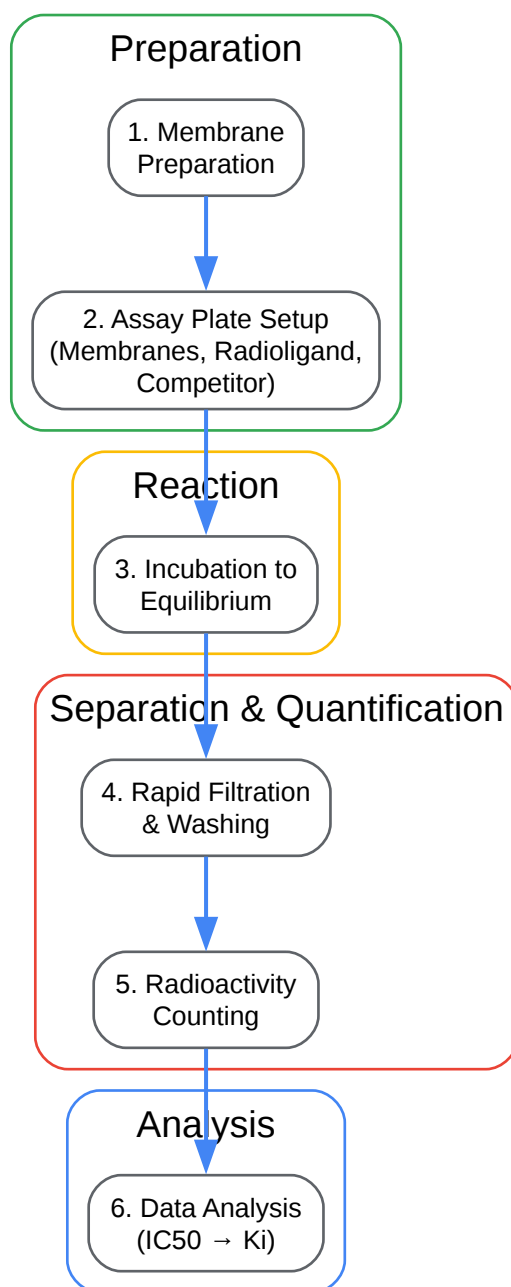 Preparation
1. Membrane
Preparation
2. Assay Plate Setup
(Membranes, Radioligand,
Competitor)
Reaction
3. Incubation to
Equilibrium
Separation & Quantification
4. Rapid Filtration
& Washing
5. Radioactivity
Counting
Analysis
6. Data Analysis
(IC50 → Ki)